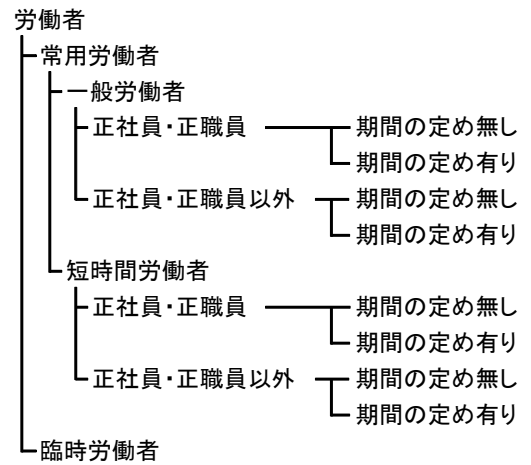 労働者
常用労働者
一般労働者
正社員・正職員 期間の定め無し
期間の定め有り
正社員・正職員以外 期間の定め無し
期間の定め有り
短時間労働者
正社員・正職員 期間の定め無し
期間の定め有り
正社員・正職員以外 期間の定め無し
期間の定め有り
臨時労働者